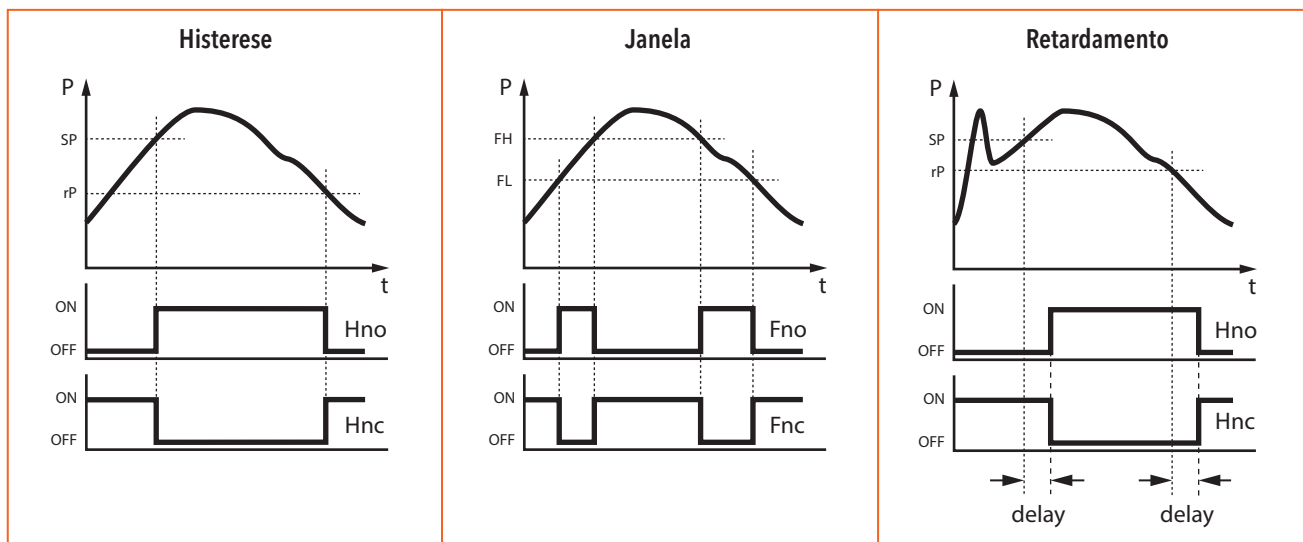 Histerese
P
SP
rP
t
ON
OFF
Hno
ON
OFF
Hnc
Janela
P
FH
FL
t
ON
OFF
Fno
ON
OFF
Fnc
Retardamento
P
SP
rP
t
ON
OFF
Hno
ON
OFF
Hnc
delay
delay